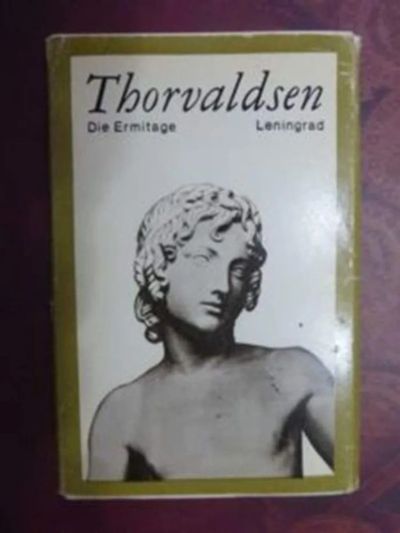 Thorvaldsen
Die Ermitage Leningrad